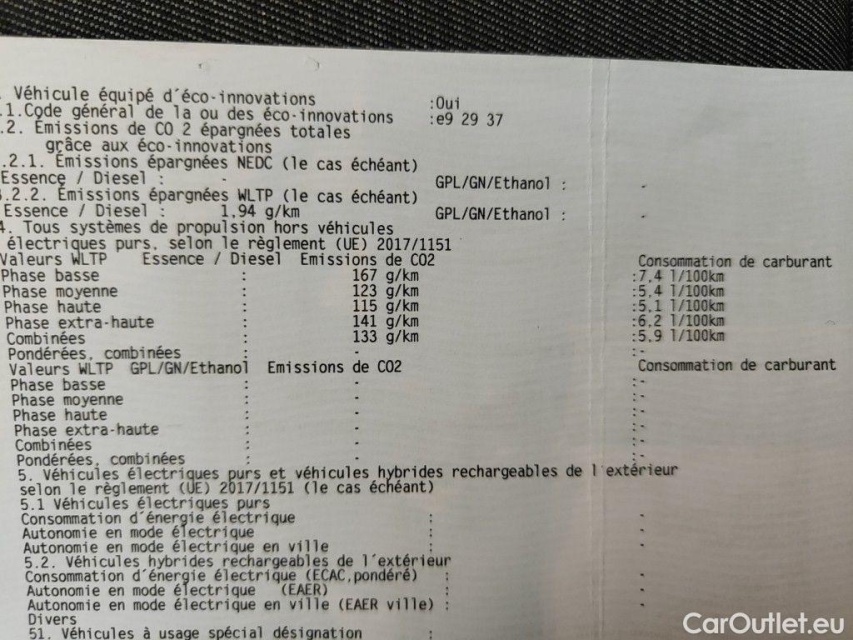 . Véhicule équipé d'éco-innovations :Oui
.1.Code général de la ou des éco-innovations :e9 29 37
.2. Émissions de CO 2 épargnées totales
grâce aux éco-innovations
.2.1. Émissions épargnées NEDC (le cas échéant)
Essence / Diesel : - GPL/GN/Ethanol : -
3.2.2. Émissions épargnées WLTP (le cas échéant)
Essence / Diesel : 1,94 g/km GPL/GN/Ethanol : -
4. Tous systèmes de propulsion hors véhicules
électriques purs, selon le règlement (UE) 2017/1151
Valeurs WLTP Essence / Diesel Emissions de CO2 Consommation de carburant
Phase basse : 167 g/km :7,4 l/100km
Phase moyenne : 123 g/km :5,4 l/100km
Phase haute : 115 g/km :5,1 l/100km
Phase extra-haute : 141 g/km :6,2 l/100km
Combinées : 133 g/km :5,9 l/100km
Pondérées, combinées : - :-
Valeurs WLTP GPL/GN/Ethanol Emissions de CO2 Consommation de carburant
Phase basse : - :-
Phase moyenne : - :-
Phase haute : - :-
Phase extra-haute : - :-
Combinées : - :-
Pondérées, combinées : - :-
5. Véhicules électriques purs et véhicules hybrides rechargeables de l'extérieur
selon le règlement (UE) 2017/1151 (le cas échéant)
5.1 Véhicules électriques purs
Consommation d'énergie électrique : -
Autonomie en mode électrique : -
Autonomie en mode électrique en ville : -
5.2. Véhicules hybrides rechargeables de l'extérieur
Consommation d'énergie électrique (ECAC,pondéré) : -
Autonomie en mode électrique (EAER) : -
Autonomie en mode électrique en ville (EAER ville) : -
Divers
51. Véhicules à usage spécial désignation : -
CarOutlet.eu